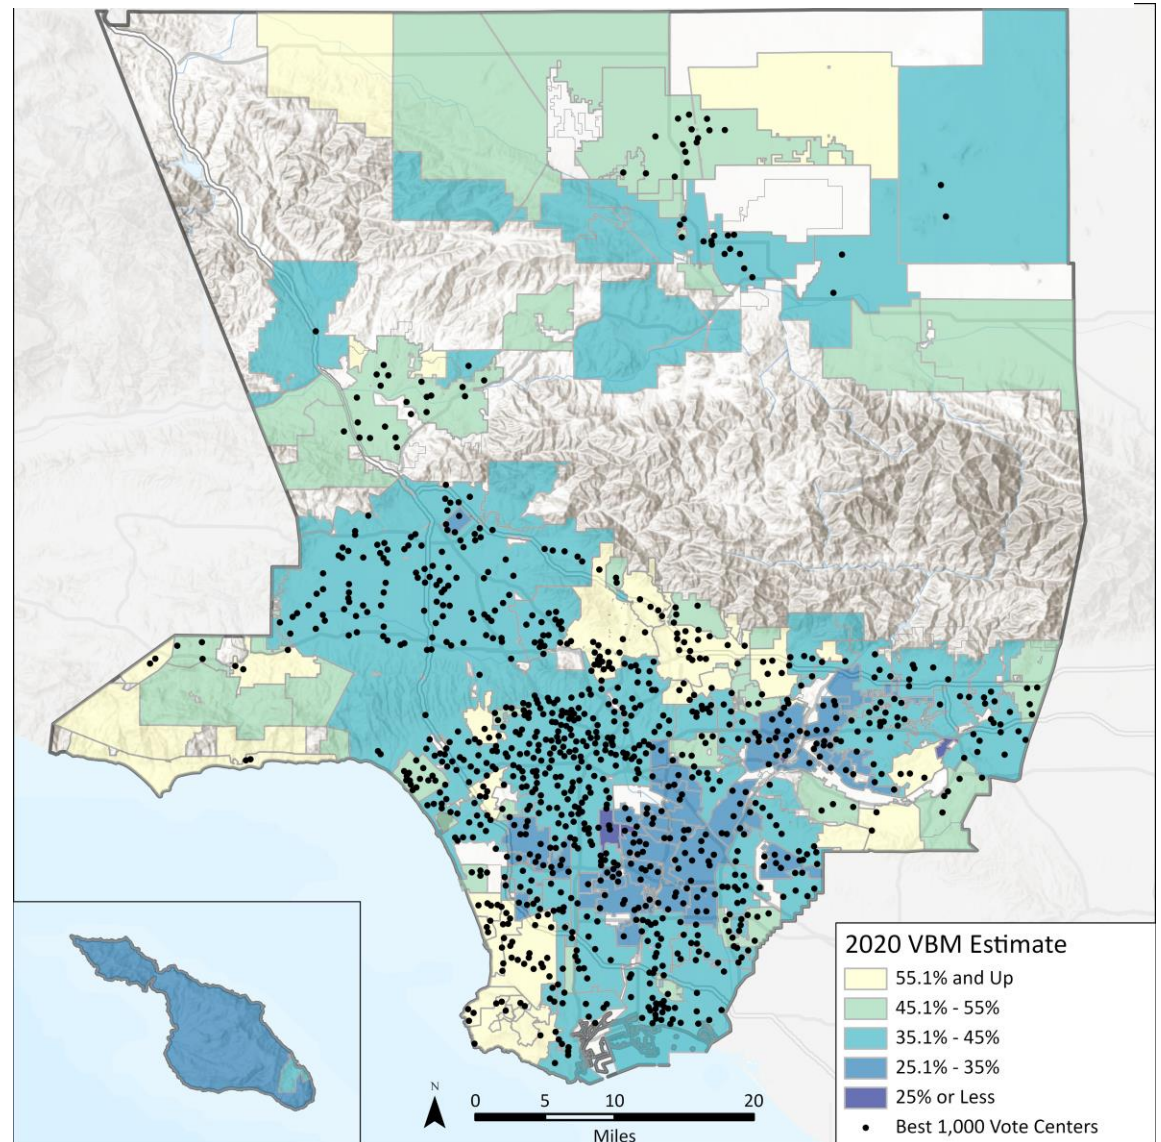 2020 VBM Estimate
55.1% and Up
45.1% - 55%
35.1% - 45%
25.1% - 35%
25% or Less
Best 1,000 Vote Centers
N
0 5 10 20
Miles